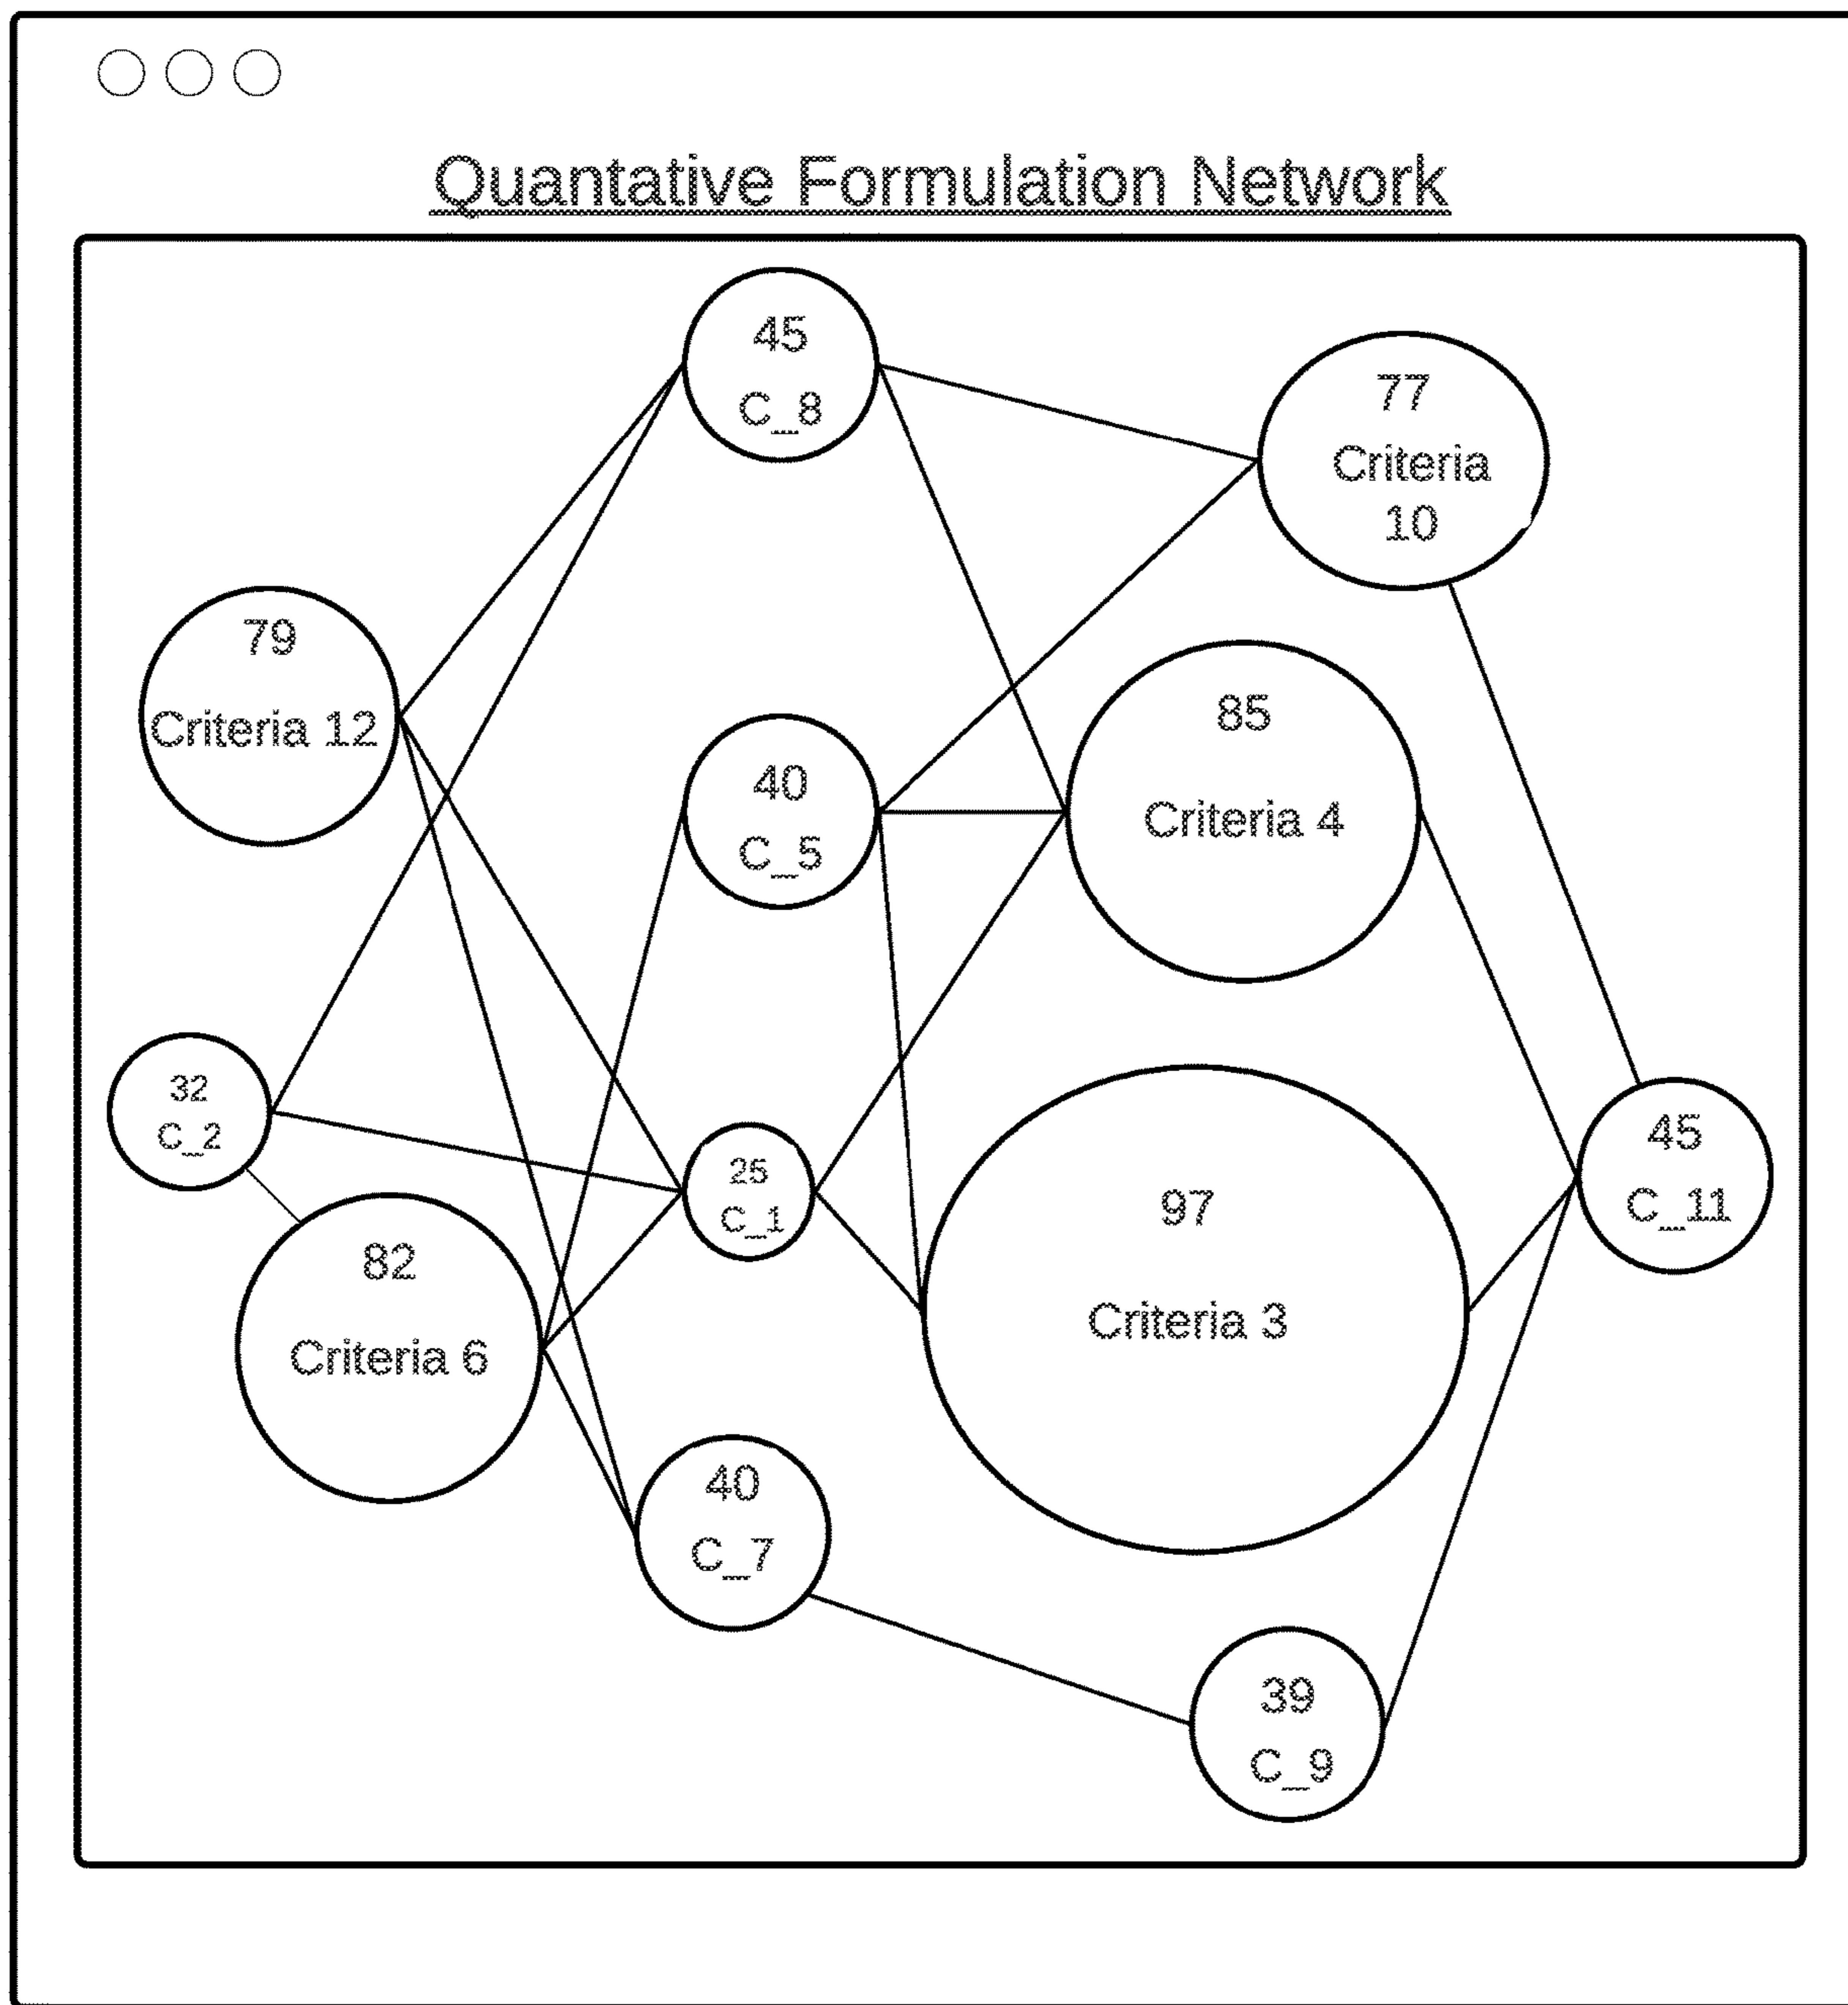 Quantative Formulation Network
45
C_8
77
Criteria
10
79
Criteria 12
85
Criteria 4
40
C_5
32
C_2
25
C_1
45
C_11
97
Criteria 3
82
Criteria 6
40
C_7
39
C_9